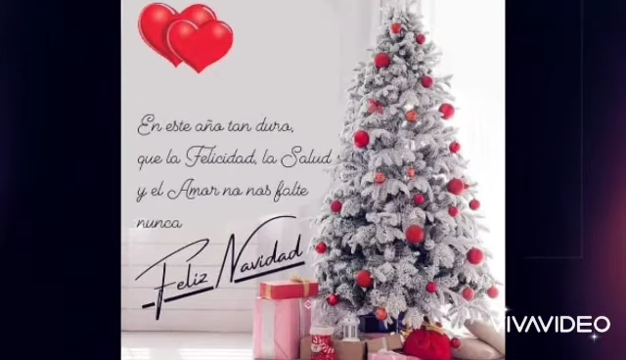 En este año tan duro,
que la Felicidad, la Salud
y el Amor no nos falte
nunca
Feliz Navidad
VIVAVIDEO